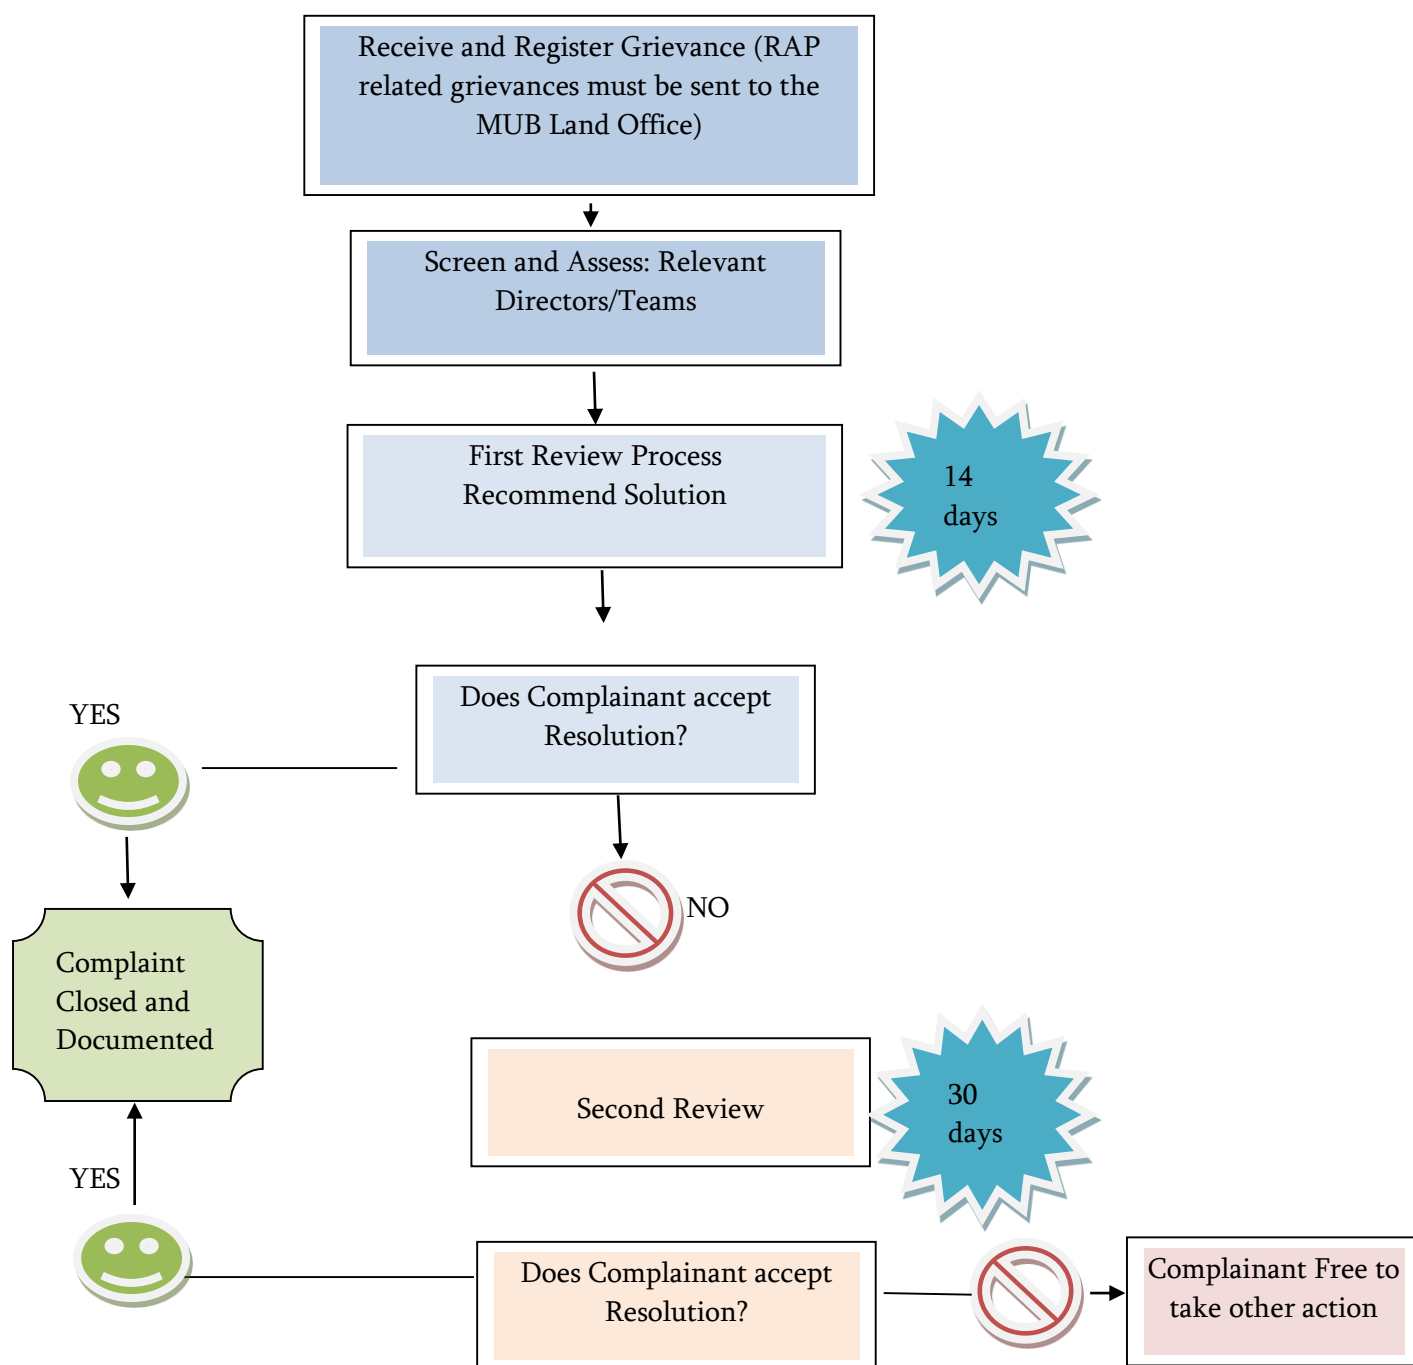 Receive and Register Grievance (RAP
related grievances must be sent to the
MUB Land Office)
Screen and Assess: Relevant
Directors/Teams
First Review Process
Recommend Solution
14
days
Does Complainant accept
Resolution?
YES
NO
Complaint
Closed and
Documented
Second Review
30
days
YES
Does Complainant accept
Resolution?
Complainant Free to
take other action